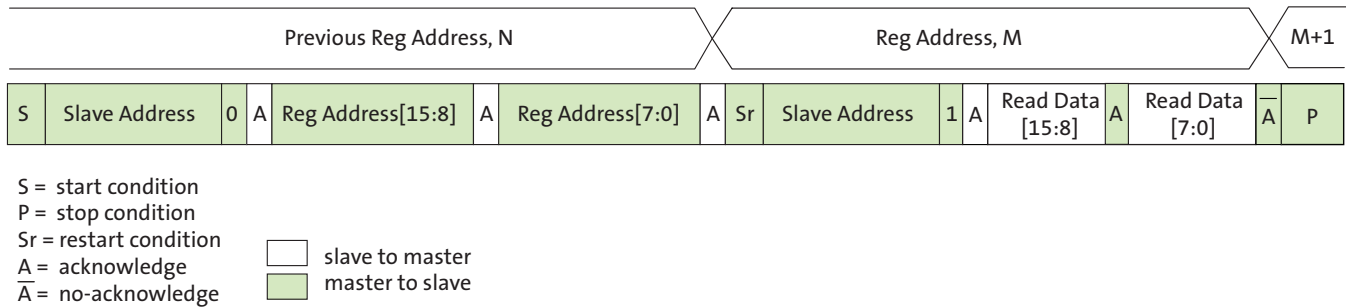 Previous Reg Address, N Reg Address, M M+1
S Slave Address 0 A Reg Address[15:8] A Reg Address[7:0] A Sr Slave Address 1 A Read Data [15:8] A Read Data [7:0] A̅ P
S = start condition
P = stop condition
Sr = restart condition
A = acknowledge
A̅ = no-acknowledge
slave to master
master to slave